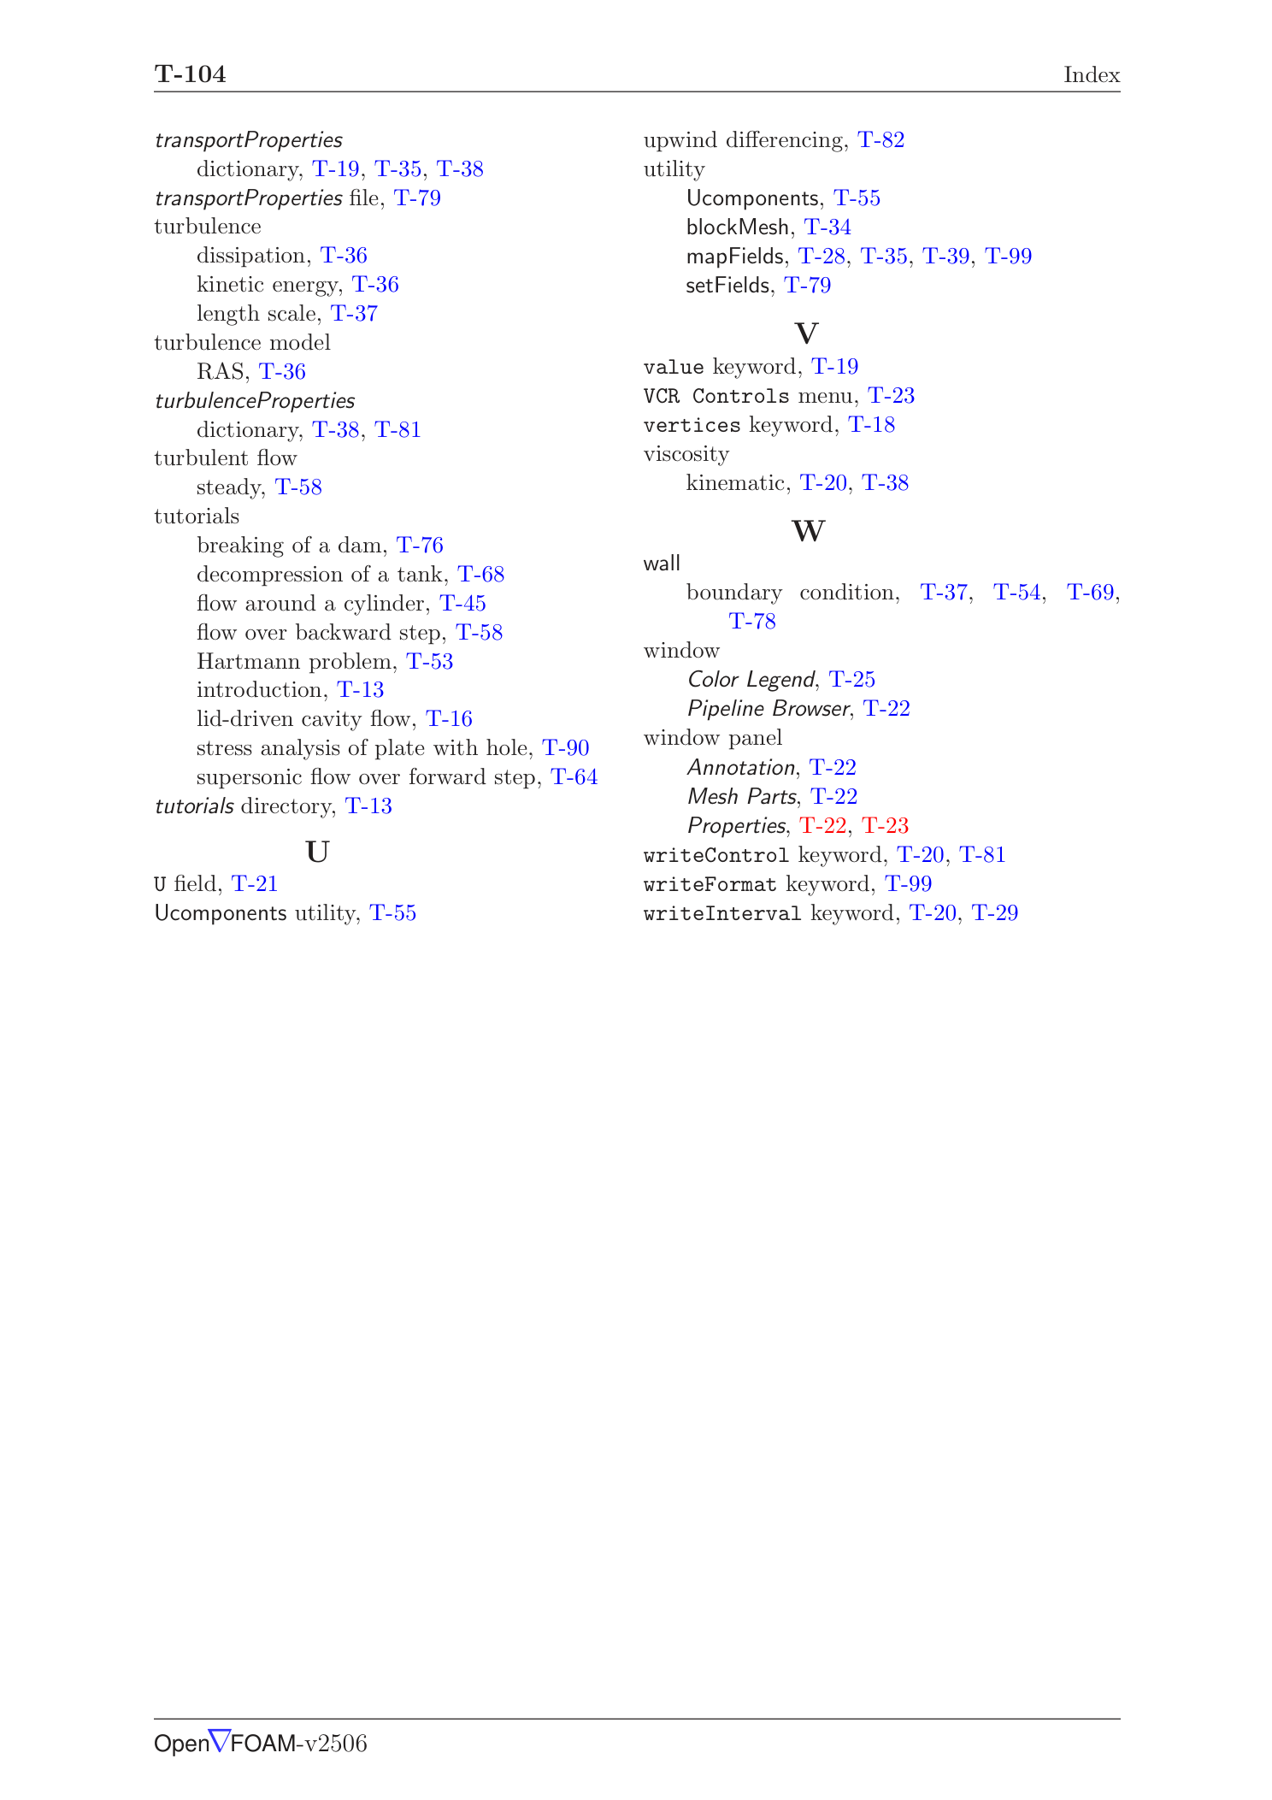 T-104 Index
transportProperties
dictionary, T-19, T-35, T-38
transportProperties file, T-79
turbulence
dissipation, T-36
kinetic energy, T-36
length scale, T-37
turbulence model
RAS, T-36
turbulenceProperties
dictionary, T-38, T-81
turbulent flow
steady, T-58
tutorials
breaking of a dam, T-76
decompression of a tank, T-68
flow around a cylinder, T-45
flow over backward step, T-58
Hartmann problem, T-53
introduction, T-13
lid-driven cavity flow, T-16
stress analysis of plate with hole, T-90
supersonic flow over forward step, T-64
tutorials directory, T-13
U
U field, T-21
Ucomponents utility, T-55
upwind differencing, T-82
utility
Ucomponents, T-55
blockMesh, T-34
mapFields, T-28, T-35, T-39, T-99
setFields, T-79
V
value keyword, T-19
VCR Controls menu, T-23
vertices keyword, T-18
viscosity
kinematic, T-20, T-38
W
wall
boundary condition, T-37, T-54, T-69,
T-78
window
Color Legend, T-25
Pipeline Browser, T-22
window panel
Annotation, T-22
Mesh Parts, T-22
Properties, T-22, T-23
writeControl keyword, T-20, T-81
writeFormat keyword, T-99
writeInterval keyword, T-20, T-29
Open∇FOAM-v2506